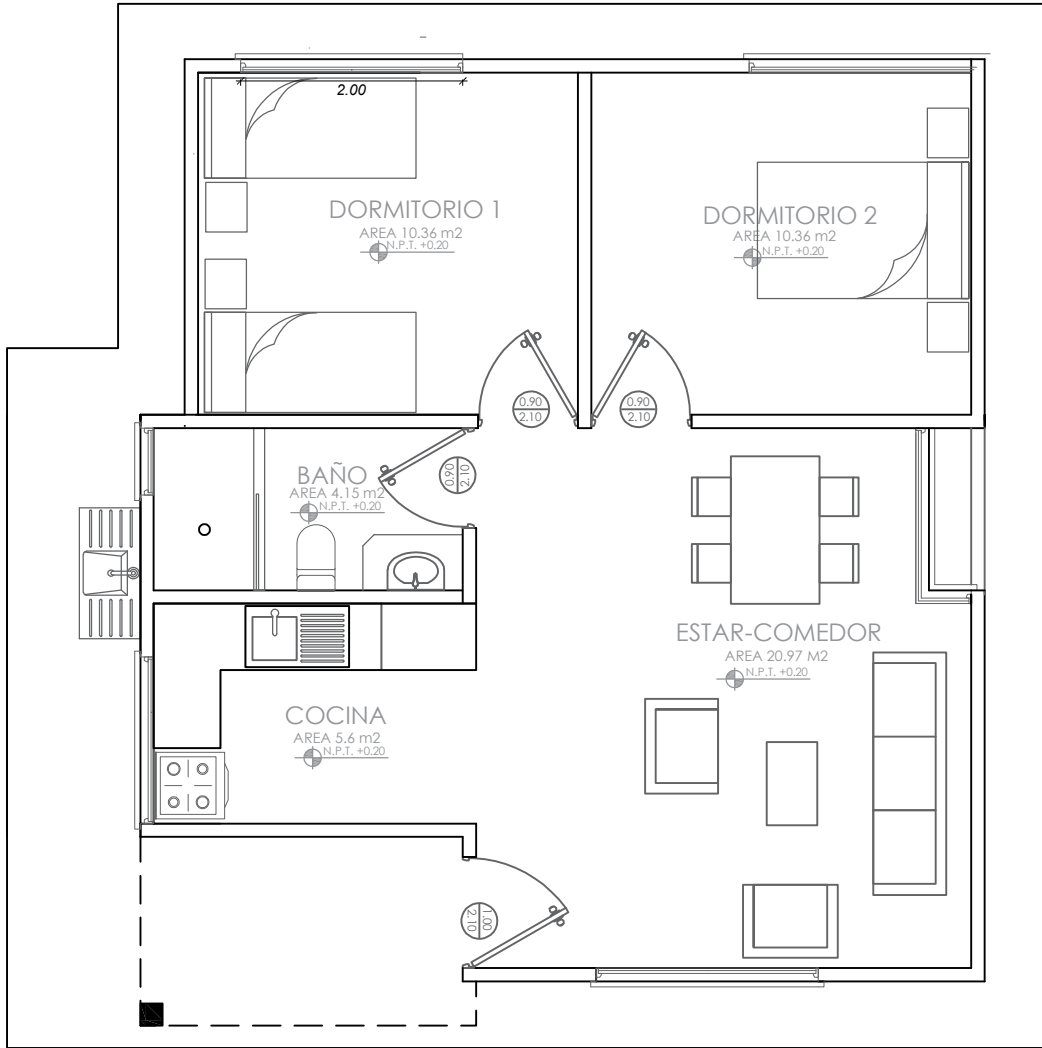 2.00
DORMITORIO 1
AREA 10.36 m2
N.P.T. +0.20
DORMITORIO 2
AREA 10.36 m2
N.P.T. +0.20
0.90
2.10
0.90
2.10
BAÑO
AREA 4.15 m2
N.P.T. +0.20
0.90
2.10
ESTAR-COMEDOR
AREA 20.97 M2
N.P.T. +0.20
COCINA
AREA 5.6 m2
N.P.T. +0.20
1.00
2.10